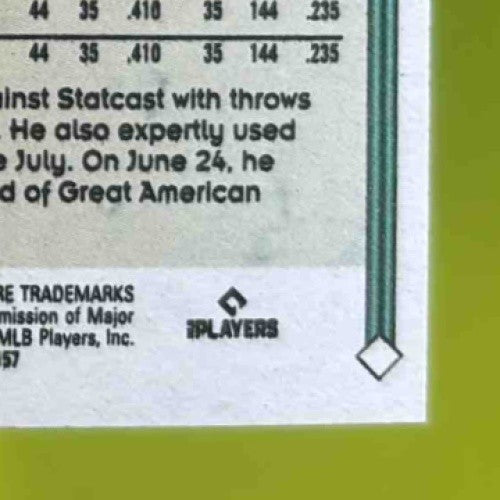 44 35 .410 35 144 .235
44 35 .410 35 144 .235
inst Statcast with throws
He also expertly used
July. On June 24, he
d of Great American
RE TRADEMARKS
mission of Major
MLB Players, Inc.
57
PLAYERS